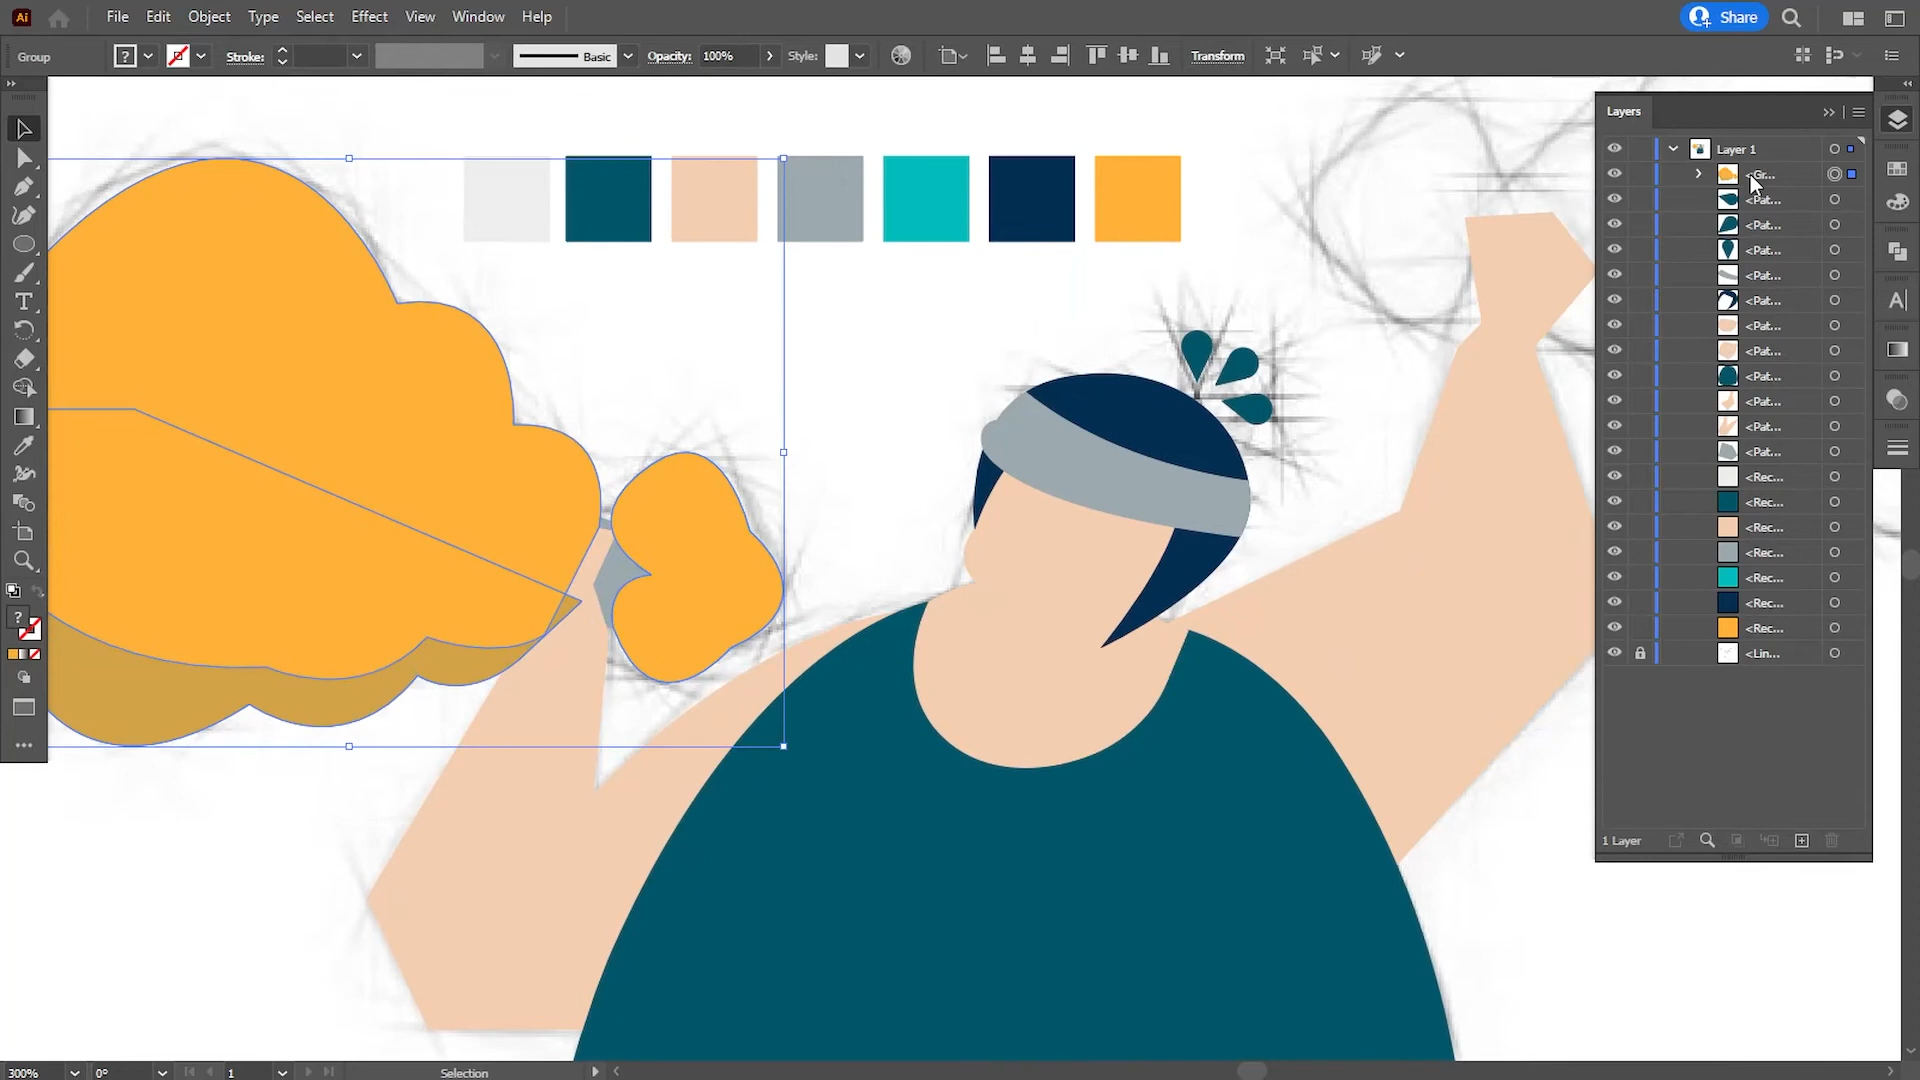 Ai File Edit Object Type Select Effect View Window Help Share
Group ? Stroke: Basic Opacity: 100% Style: Transform
Layers
Layer 1
<Gr...
<Pat...
<Pat...
<Pat...
<Pat...
<Pat...
<Pat...
<Pat...
<Pat...
<Pat...
<Pat...
<Pat...
<Rec...
<Rec...
<Rec...
<Rec...
<Rec...
<Rec...
<Rec...
<Lin...
1 Layer
?
300% 0° 1 Selection